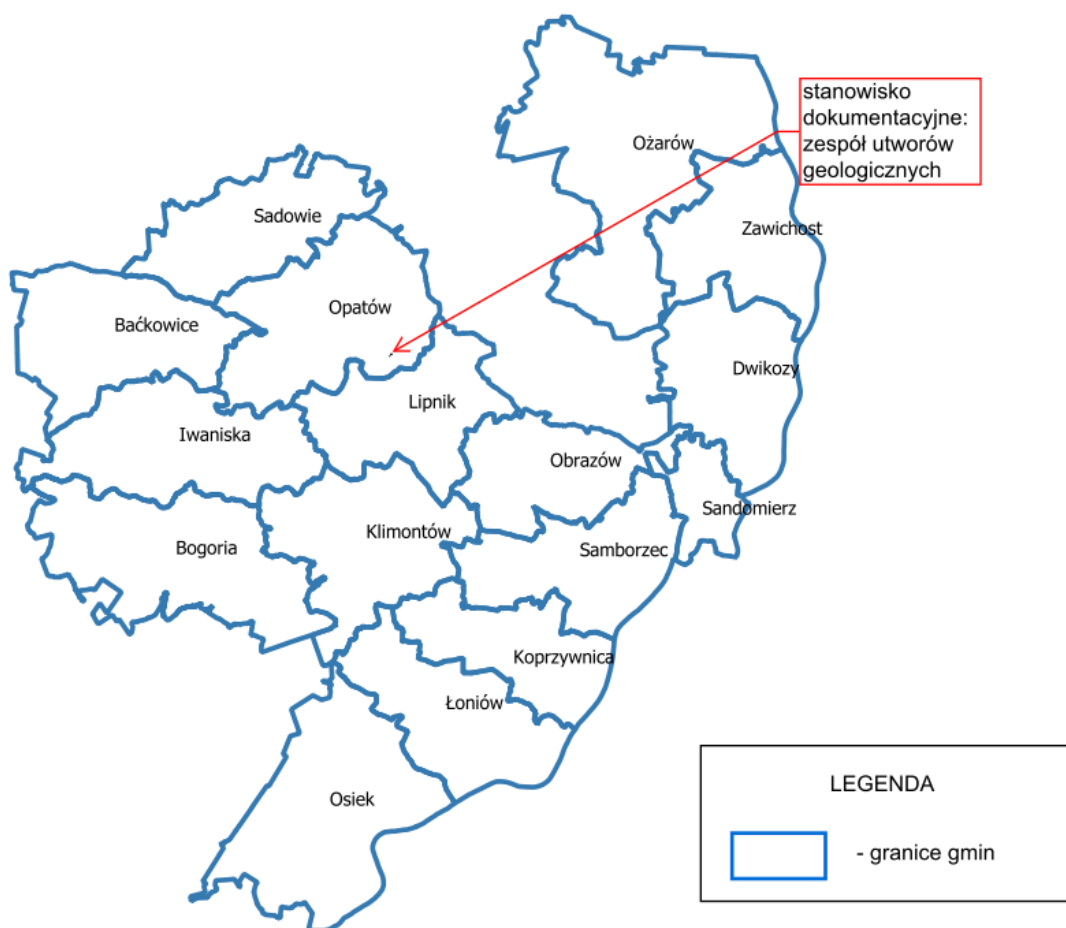 stanowisko
dokumentacyjne:
zespół utworów
geologicznych
Ożarów
Sadowie
Zawichost
Opatów
Baćkowice
Dwikozy
Lipnik
Iwaniska
Obrazów
Sandomierz
Klimontów
Bogoria
Samborzec
Koprzywnica
Łoniów
Osiek
LEGENDA
- granice gmin